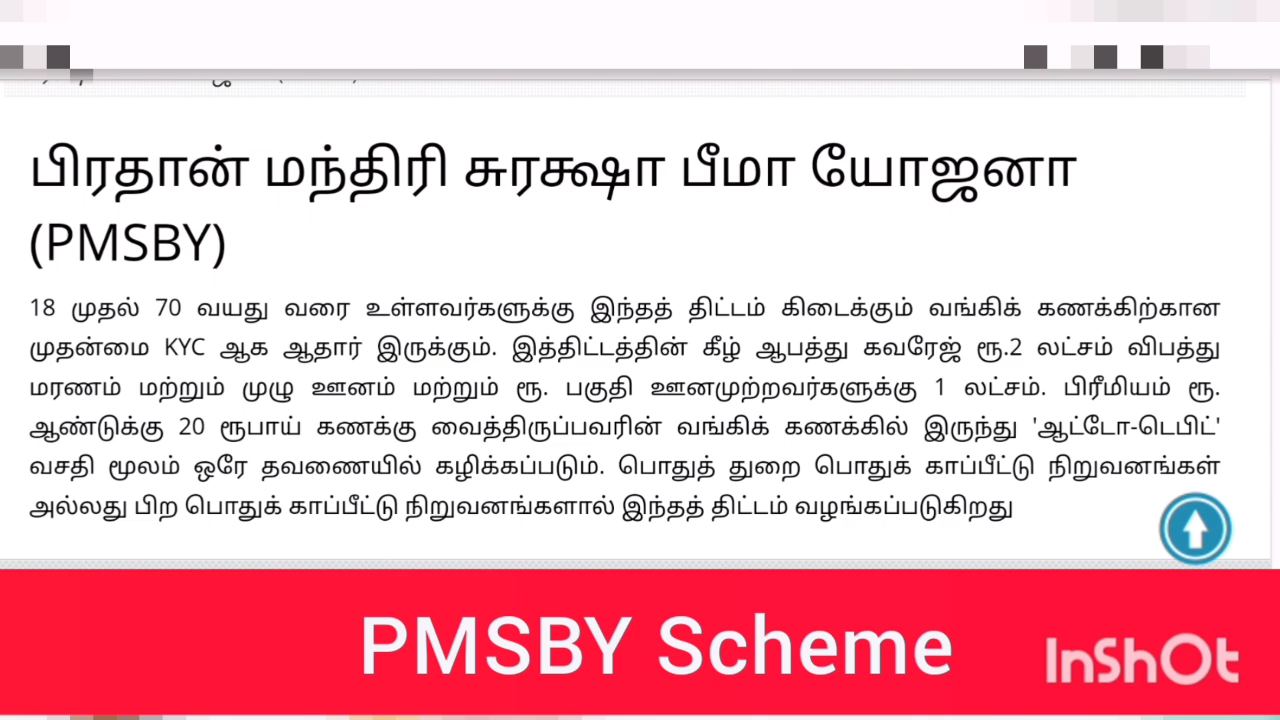 பிரதான் மந்திரி சுரக்ஷா பீமா யோஜனா
(PMSBY)
18 முதல் 70 வயது வரை உள்ளவர்களுக்கு இந்தத் திட்டம் கிடைக்கும் வங்கிக் கணக்கிற்கான
முதன்மை KYC ஆக ஆதார் இருக்கும். இத்திட்டத்தின் கீழ் ஆபத்து கவரேஜ் ரூ.2 லட்சம் விபத்து
மரணம் மற்றும் முழு ஊனம் மற்றும் ரூ. பகுதி ஊனமுற்றவர்களுக்கு 1 லட்சம். பிரீமியம் ரூ.
ஆண்டுக்கு 20 ரூபாய் கணக்கு வைத்திருப்பவரின் வங்கிக் கணக்கில் இருந்து 'ஆட்டோ-டெபிட்'
வசதி மூலம் ஒரே தவணையில் கழிக்கப்படும். பொதுத் துறை பொதுக் காப்பீட்டு நிறுவனங்கள்
அல்லது பிற பொதுக் காப்பீட்டு நிறுவனங்களால் இந்தத் திட்டம் வழங்கப்படுகிறது
PMSBY Scheme
InShOt